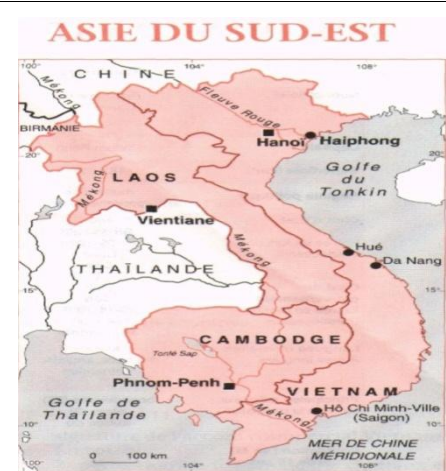 ASIE DU SUD-EST
100°
104°
108°
CHINE
Mékong
Fleuve Rouge
BIRMANIE
Hanoï
Haiphong
20°
20°
Golfe
du
Tonkin
LAOS
Mékong
Vientiane
Mékong
Hué
Da Nang
THAÏLANDE
15°
15°
CAMBODGE
Tonlé Sap
Phnom-Penh
VIETNAM
Mékong
Hô Chi Minh-Ville
(Saigon)
Golfe de
Thaïlande
10°
10°
MER DE CHINE
MÉRIDIONALE
0 100 km
104°
108°